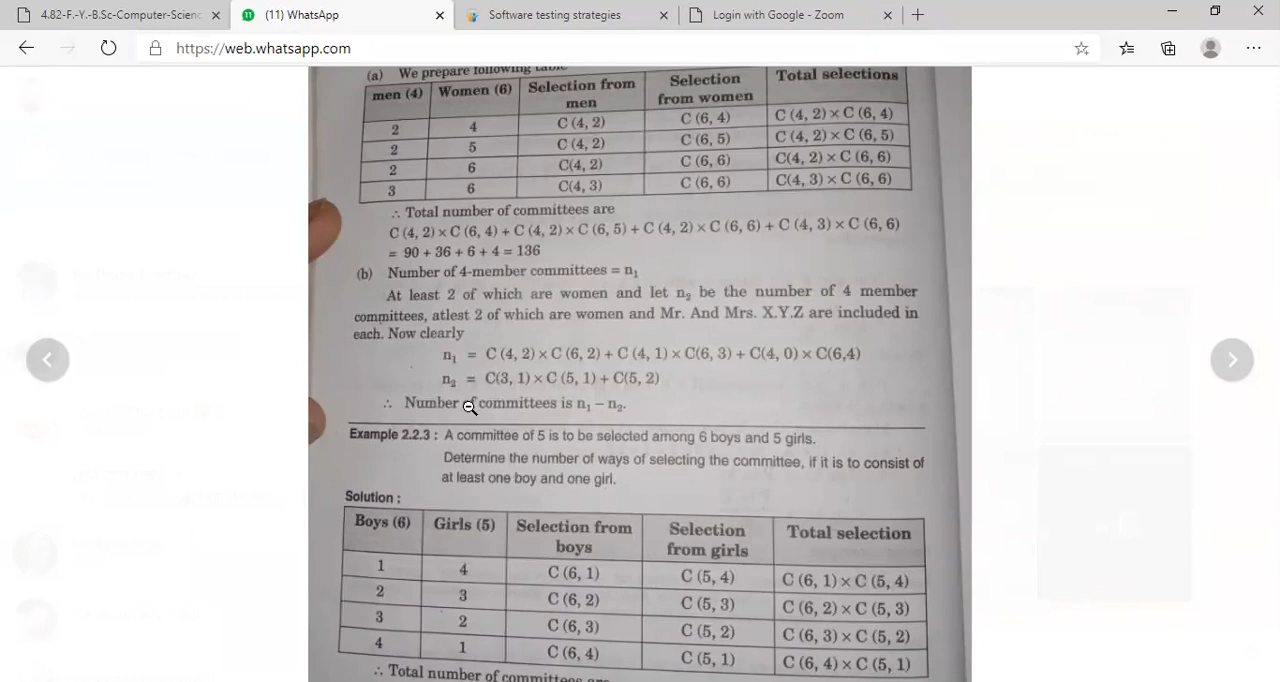 4.82-F.-Y.-B.Sc-Computer-Scienc
(11) WhatsApp
Software testing strategies
Login with Google - Zoom
https://web.whatsapp.com
(a) We prepare following table
men (4) Women (6) Selection from men Selection from women Total selections
2 4 C (4, 2) C (6, 4) C (4, 2) × C (6, 4)
2 5 C (4, 2) C (6, 5) C (4, 2) × C (6, 5)
2 6 C(4, 2) C (6, 6) C(4, 2) × C (6, 6)
3 6 C(4, 3) C (6, 6) C(4, 3) × C (6, 6)
∴ Total number of committees are
C (4, 2) × C (6, 4) + C (4, 2) × C (6, 5) + C (4, 2) × C (6, 6) + C (4, 3) × C (6, 6)
= 90 + 36 + 6 + 4 = 136
(b) Number of 4-member committees = n₁
At least 2 of which are women and let n₂ be the number of 4 member
committees, atlest 2 of which are women and Mr. And Mrs. X.Y.Z are included in
each. Now clearly
n₁ = C (4, 2) × C (6, 2) + C (4, 1) × C(6, 3) + C(4, 0) × C(6,4)
n₂ = C(3, 1) × C (5, 1) + C(5, 2)
∴ Number of committees is n₁ – n₂.
Example 2.2.3 : A committee of 5 is to be selected among 6 boys and 5 girls.
Determine the number of ways of selecting the committee, if it is to consist of
at least one boy and one girl.
Solution :
Boys (6) Girls (5) Selection from boys Selection from girls Total selection
1 4 C (6, 1) C (5, 4) C (6, 1) × C (5, 4)
2 3 C (6, 2) C (5, 3) C (6, 2) × C (5, 3)
3 2 C (6, 3) C (5, 2) C (6, 3) × C (5, 2)
4 1 C (6, 4) C (5, 1) C (6, 4) × C (5, 1)
∴ Total number of committees are